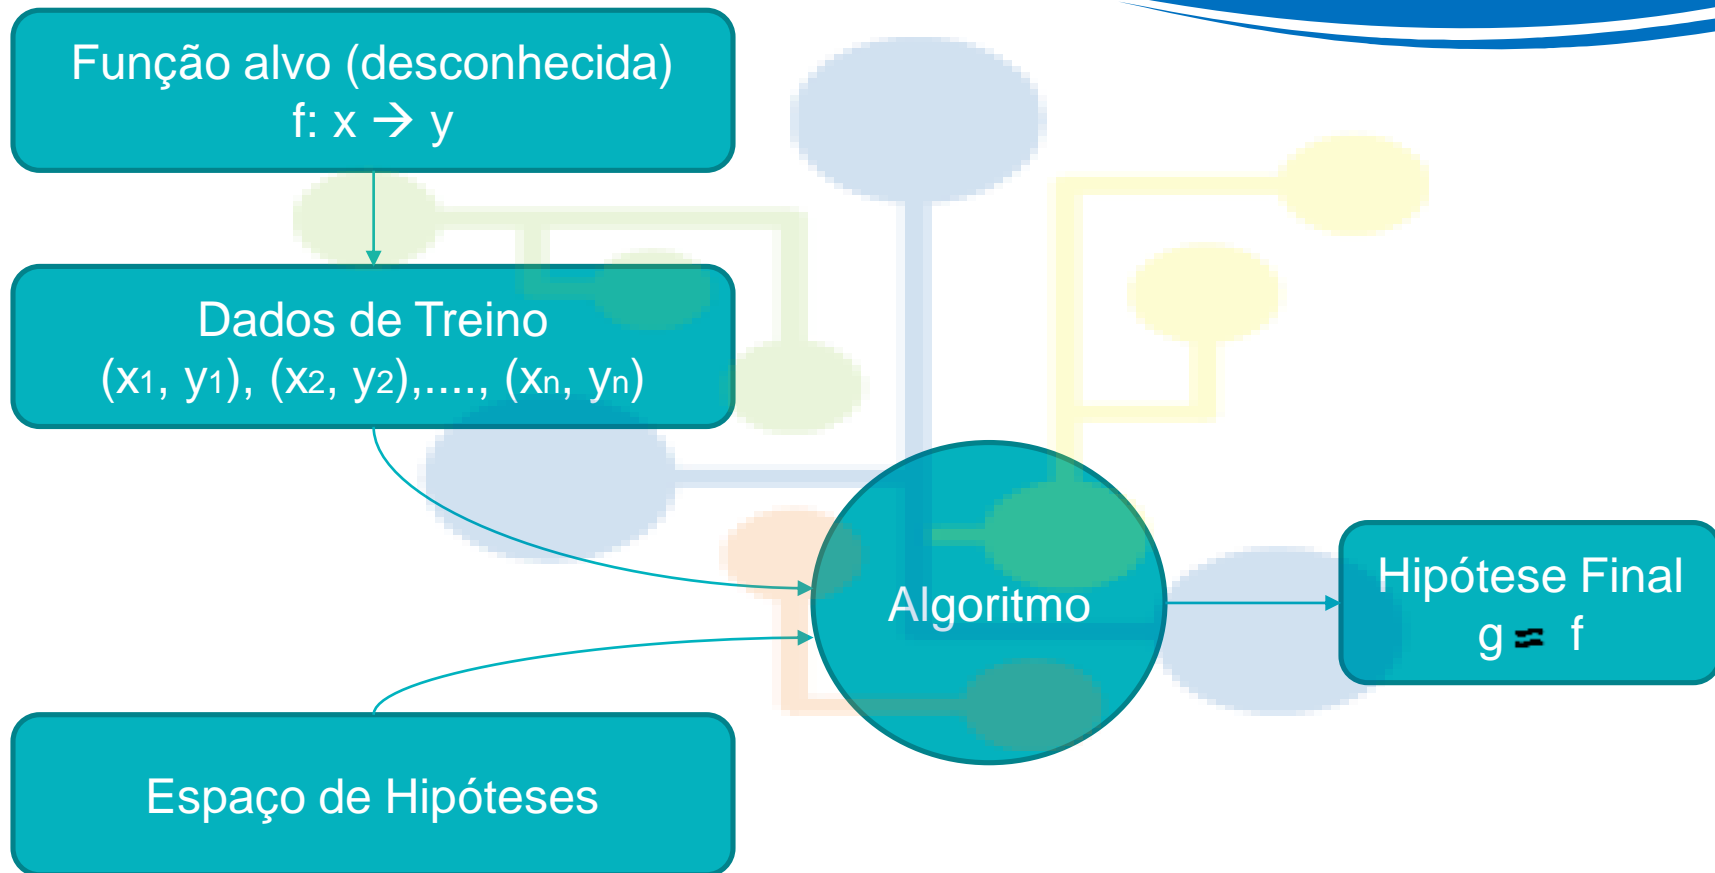 Função alvo (desconhecida)
f: x → y
Dados de Treino
(x1, y1), (x2, y2),...., (xn, yn)
Algoritmo
Hipótese Final
g ≈ f
Espaço de Hipóteses